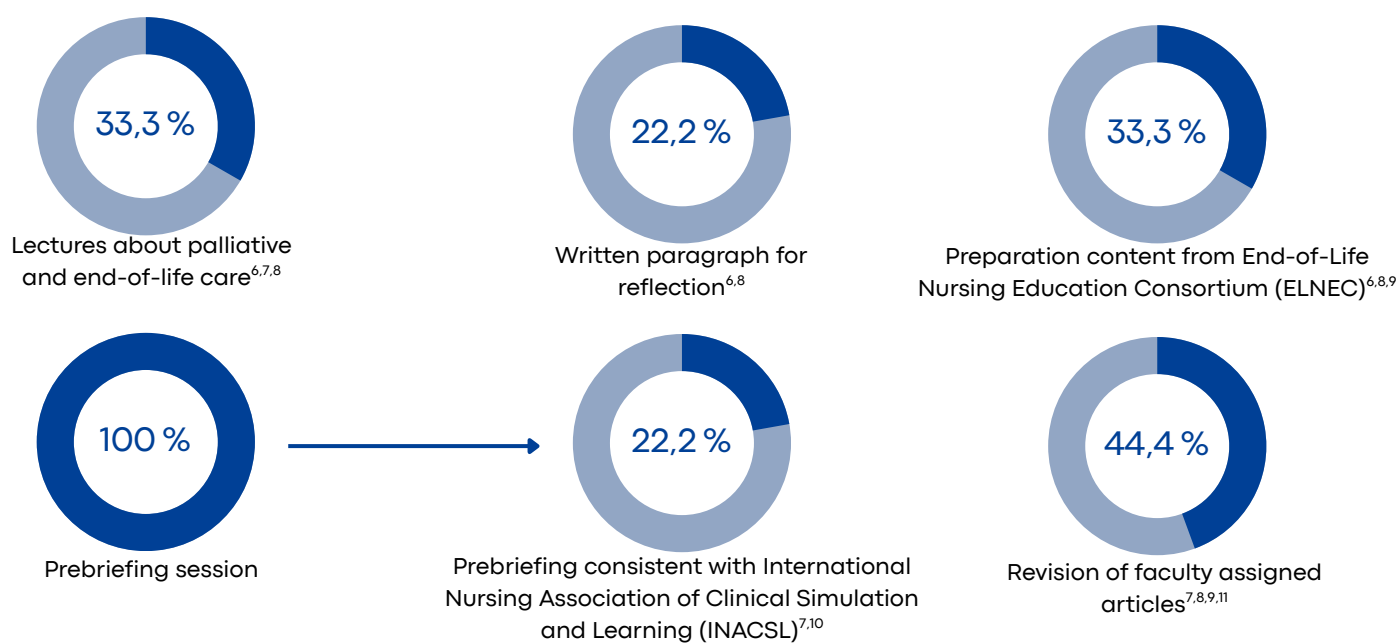 33,3 %
Lectures about palliative
and end-of-life care6,7,8
22,2 %
Written paragraph for
reflection6,8
33,3 %
Preparation content from End-of-Life
Nursing Education Consortium (ELNEC)6,8,9
100 %
Prebriefing session
22,2 %
Prebriefing consistent with International
Nursing Association of Clinical Simulation
and Learning (INACSL)7,10
44,4 %
Revision of faculty assigned
articles7,8,9,11